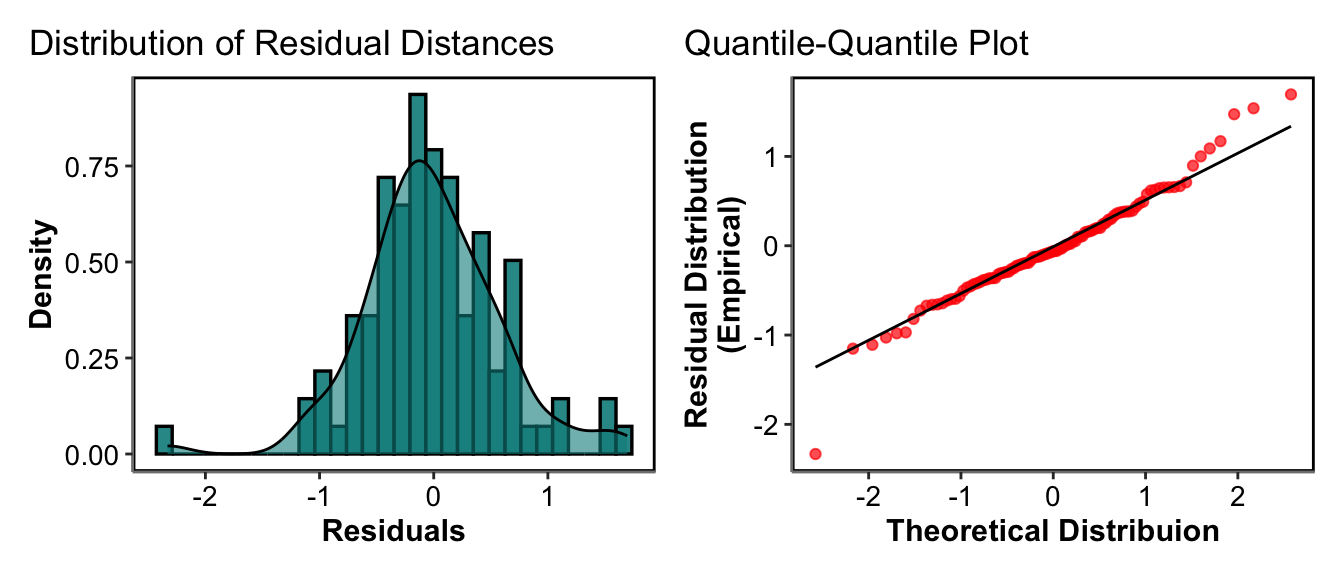 Distribution of Residual Distances
Density
0.75
0.50
0.25
0.00
-2 -1 0 1
Residuals
Quantile-Quantile Plot
Residual Distribution
(Empirical)
1
0
-1
-2
-2 -1 0 1 2
Theoretical Distribuion